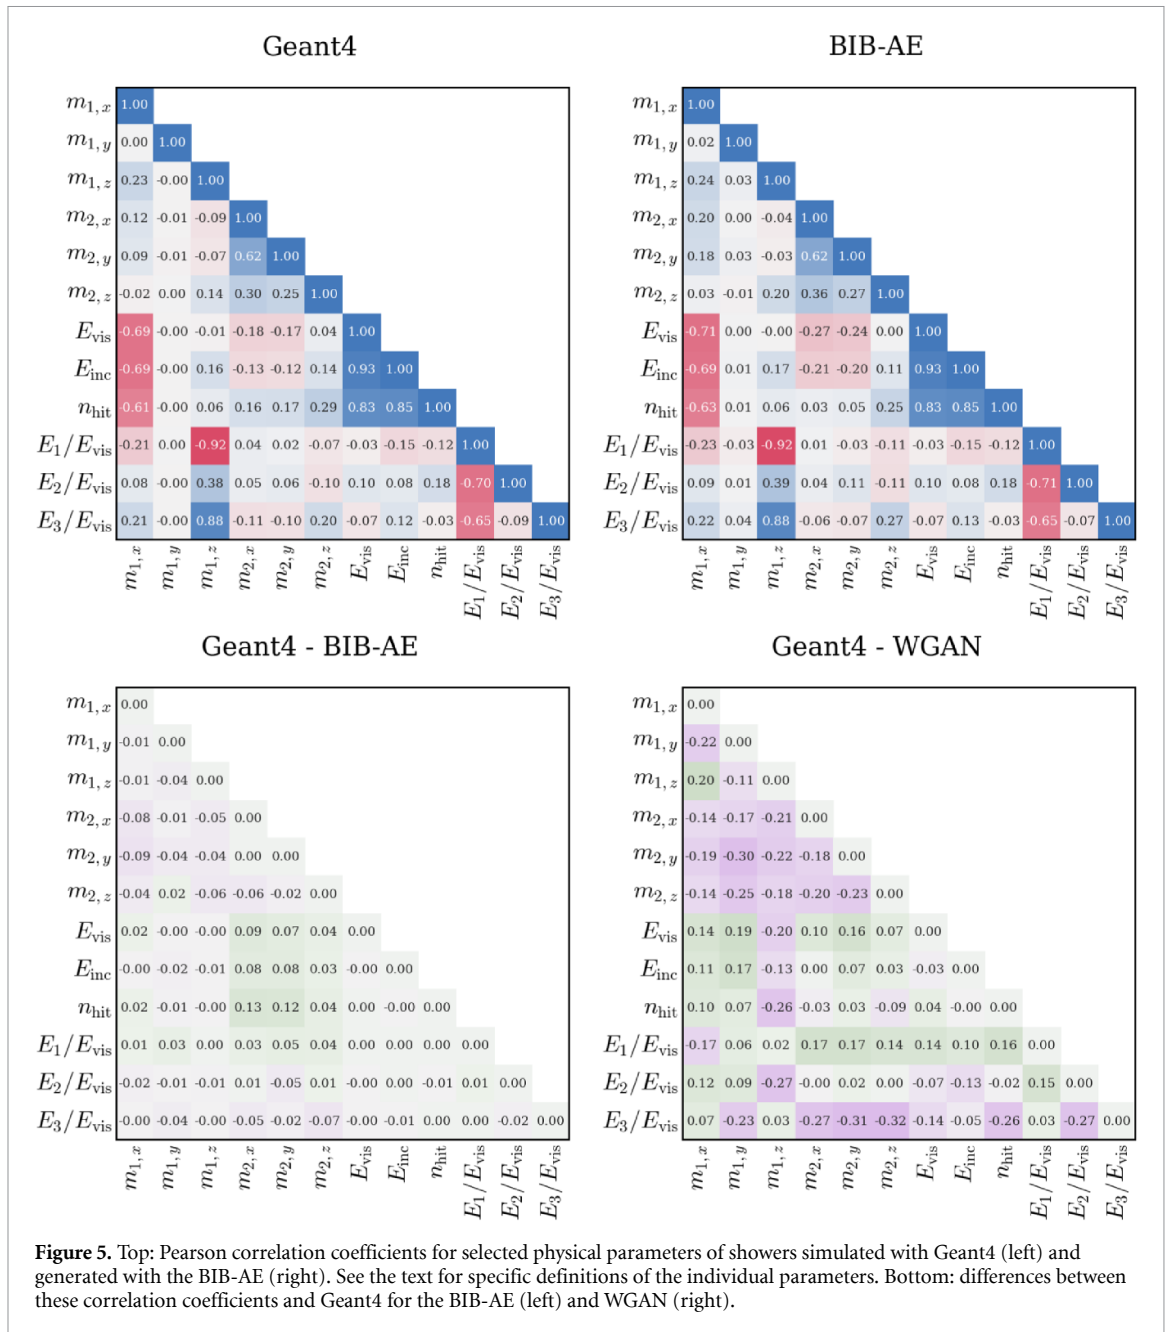 Geant4
m1, x 1.00
m1, y 0.00 1.00
m1, z 0.23 -0.00 1.00
m2, x 0.12 -0.01 -0.09 1.00
m2, y 0.09 -0.01 -0.07 0.62 1.00
m2, z -0.02 0.00 0.14 0.30 0.25 1.00
Evis -0.69 -0.00 -0.01 -0.18 -0.17 0.04 1.00
Einc -0.69 -0.00 0.16 -0.13 -0.12 0.14 0.93 1.00
nhit -0.61 -0.00 0.06 0.16 0.17 0.29 0.83 0.85 1.00
E1/Evis -0.21 0.00 -0.92 0.04 0.02 -0.07 -0.03 -0.15 -0.12 1.00
E2/Evis 0.08 -0.00 0.38 0.05 0.06 -0.10 0.10 0.08 0.18 -0.70 1.00
E3/Evis 0.21 -0.00 0.88 -0.11 -0.10 0.20 -0.07 0.12 -0.03 -0.65 -0.09 1.00
m1, x m1, y m1, z m2, x m2, y m2, z Evis Einc nhit E1/Evis E2/Evis E3/Evis
BIB-AE
m1, x 1.00
m1, y 0.02 1.00
m1, z 0.24 0.03 1.00
m2, x 0.20 0.00 -0.04 1.00
m2, y 0.18 0.03 -0.03 0.62 1.00
m2, z 0.03 -0.01 0.20 0.36 0.27 1.00
Evis -0.71 0.00 -0.00 -0.27 -0.24 0.00 1.00
Einc -0.69 0.01 0.17 -0.21 -0.20 0.11 0.93 1.00
nhit -0.63 0.01 0.06 0.03 0.05 0.25 0.83 0.85 1.00
E1/Evis -0.23 -0.03 -0.92 0.01 -0.03 -0.11 -0.03 -0.15 -0.12 1.00
E2/Evis 0.09 0.01 0.39 0.04 0.11 -0.11 0.10 0.08 0.18 -0.71 1.00
E3/Evis 0.22 0.04 0.88 -0.06 -0.07 0.27 -0.07 0.13 -0.03 -0.65 -0.07 1.00
m1, x m1, y m1, z m2, x m2, y m2, z Evis Einc nhit E1/Evis E2/Evis E3/Evis
Geant4 - BIB-AE
m1, x 0.00
m1, y -0.01 0.00
m1, z -0.01 -0.04 0.00
m2, x -0.08 -0.01 -0.05 0.00
m2, y -0.09 -0.04 -0.04 0.00 0.00
m2, z -0.04 0.02 -0.06 -0.06 -0.02 0.00
Evis 0.02 -0.00 -0.00 0.09 0.07 0.04 0.00
Einc -0.00 -0.02 -0.01 0.08 0.08 0.03 -0.00 0.00
nhit 0.02 -0.01 -0.00 0.13 0.12 0.04 0.00 -0.00 0.00
E1/Evis 0.01 0.03 0.00 0.03 0.05 0.04 0.00 0.00 0.00 0.00
E2/Evis -0.02 -0.01 -0.01 0.01 -0.05 0.01 -0.00 0.00 -0.01 0.01 0.00
E3/Evis -0.00 -0.04 -0.00 -0.05 -0.02 -0.07 -0.00 -0.01 0.00 0.00 -0.02 0.00
m1, x m1, y m1, z m2, x m2, y m2, z Evis Einc nhit E1/Evis E2/Evis E3/Evis
Geant4 - WGAN
m1, x 0.00
m1, y -0.22 0.00
m1, z 0.20 -0.11 0.00
m2, x -0.14 -0.17 -0.21 0.00
m2, y -0.19 -0.30 -0.22 -0.18 0.00
m2, z -0.14 -0.25 -0.18 -0.20 -0.23 0.00
Evis 0.14 0.19 -0.20 0.10 0.16 0.07 0.00
Einc 0.11 0.17 -0.13 0.00 0.07 0.03 -0.03 0.00
nhit 0.10 0.07 -0.26 -0.03 0.03 -0.09 0.04 -0.00 0.00
E1/Evis -0.17 0.06 0.02 0.17 0.17 0.14 0.14 0.10 0.16 0.00
E2/Evis 0.12 0.09 -0.27 -0.00 0.02 0.00 -0.07 -0.13 -0.02 0.15 0.00
E3/Evis 0.07 -0.23 0.03 -0.27 -0.31 -0.32 -0.14 -0.05 -0.26 0.03 -0.27 0.00
m1, x m1, y m1, z m2, x m2, y m2, z Evis Einc nhit E1/Evis E2/Evis E3/Evis
Figure 5. Top: Pearson correlation coefficients for selected physical parameters of showers simulated with Geant4 (left) and
generated with the BIB-AE (right). See the text for specific definitions of the individual parameters. Bottom: differences between
these correlation coefficients and Geant4 for the BIB-AE (left) and WGAN (right).